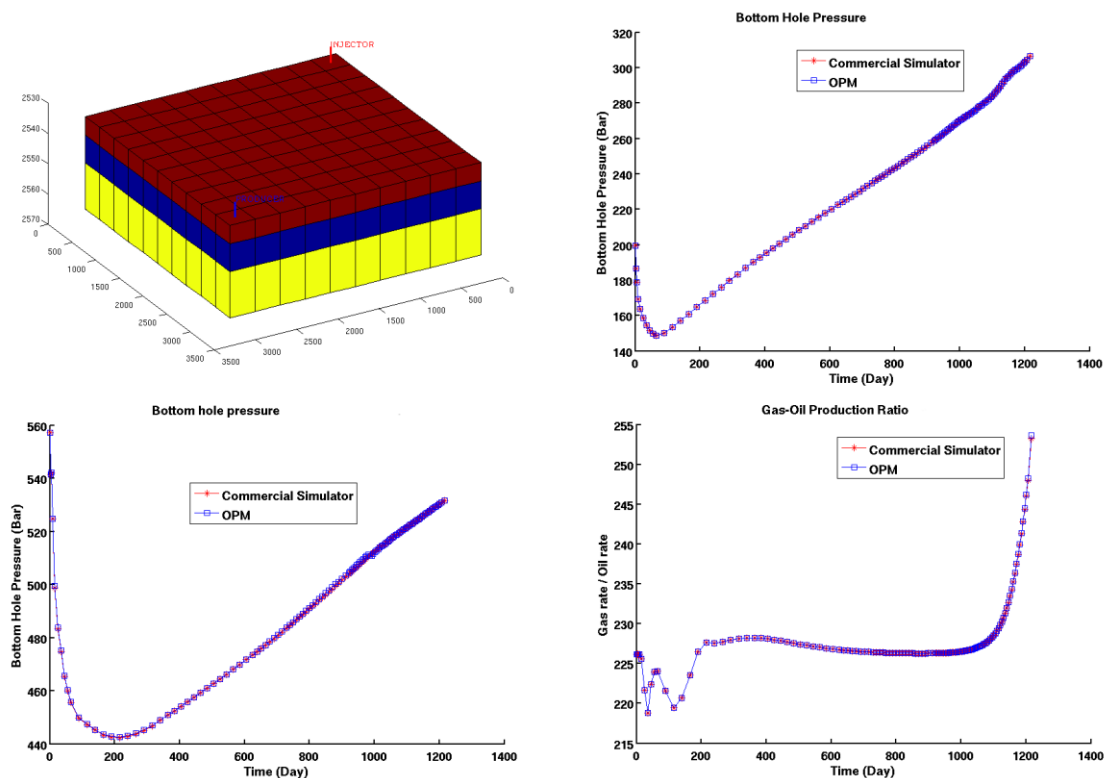 INJECTOR
2530
2540
2550
2560
2570
0
500
1000
1500
2000
2500
3000
3500
3500
3000
2500
2000
1500
1000
500
0
Bottom Hole Pressure
Commercial Simulator
OPM
Bottom Hole Pressure (Bar)
320
300
280
260
240
220
200
180
160
140
0 200 400 600 800 1000 1200 1400
Time (Day)
Bottom hole pressure
Commercial Simulator
OPM
Bottom Hole Pressure (Bar)
560
540
520
500
480
460
440
0 200 400 600 800 1000 1200 1400
Time (Day)
Gas-Oil Production Ratio
Commercial Simulator
OPM
Gas rate / Oil rate
255
250
245
240
235
230
225
220
215
0 200 400 600 800 1000 1200 1400
Time (Day)